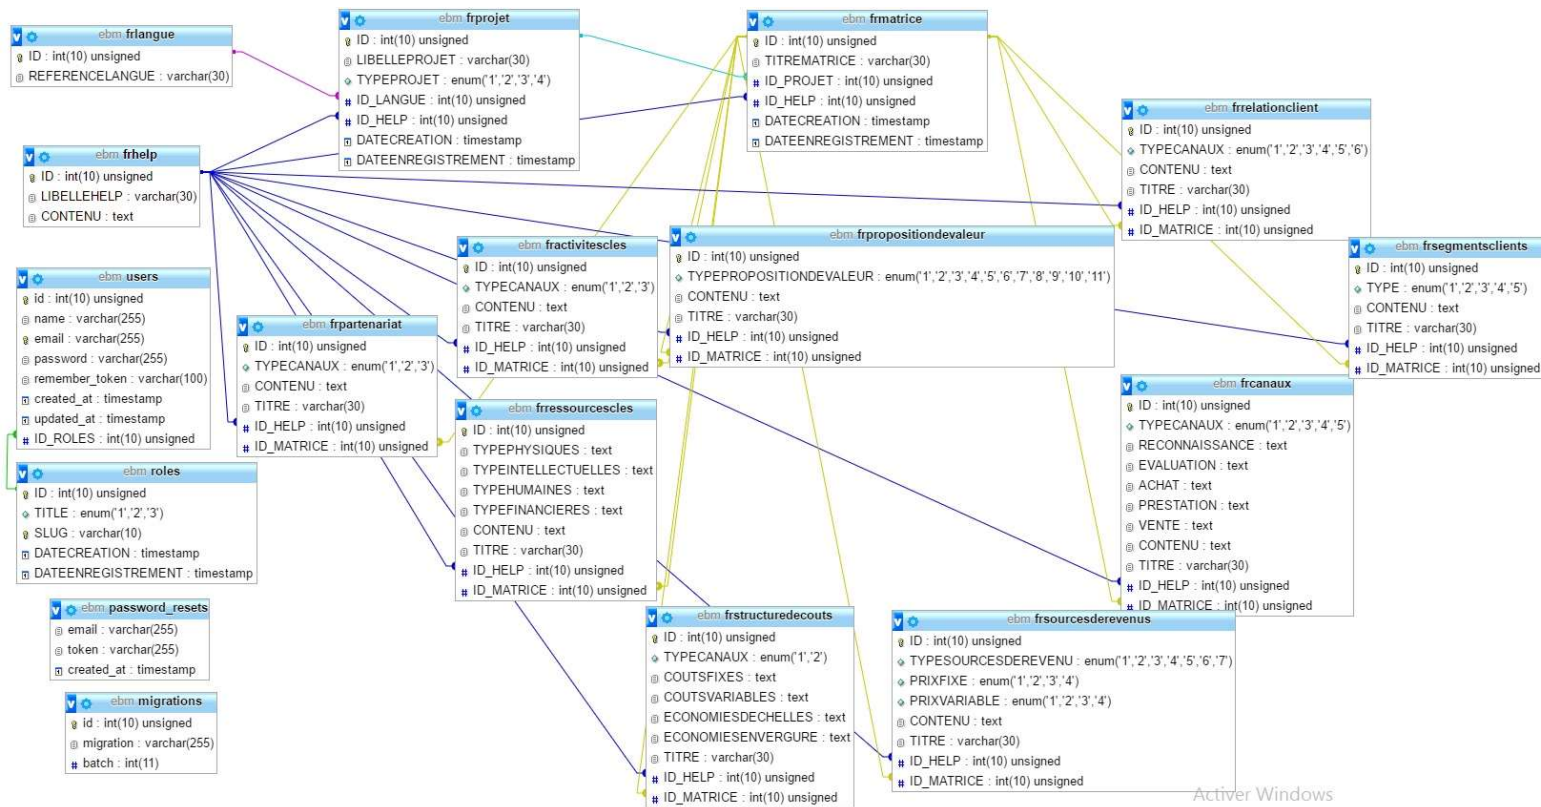 ebm frlangue
ID : int(10) unsigned
REFERENCELANGUE : varchar(30)
ebm frprojet
ID : int(10) unsigned
LIBELLEPROJET : varchar(30)
TYPEPROJET : enum('1','2','3','4')
ID_LANGUE : int(10) unsigned
ID_HELP : int(10) unsigned
DATECREATION : timestamp
DATEENREGISTREMENT : timestamp
ebm frmatrice
ID : int(10) unsigned
TITREMATRICE : varchar(30)
ID_PROJET : int(10) unsigned
ID_HELP : int(10) unsigned
DATECREATION : timestamp
DATEENREGISTREMENT : timestamp
ebm frrelationclient
ID : int(10) unsigned
TYPECANAUX : enum('1','2','3','4','5','6')
CONTENU : text
TITRE : varchar(30)
ID_HELP : int(10) unsigned
ID_MATRICE : int(10) unsigned
ebm frhelp
ID : int(10) unsigned
LIBELLEHELP : varchar(30)
CONTENU : text
ebm fractivitescles
ID : int(10) unsigned
TYPECANAUX : enum('1','2','3')
CONTENU : text
TITRE : varchar(30)
ID_HELP : int(10) unsigned
ID_MATRICE : int(10) unsigned
ebm frpropositiondevaleur
ID : int(10) unsigned
TYPEPROPOSITIONDEVALEUR : enum('1','2','3','4','5','6','7','8','9','10','11')
CONTENU : text
TITRE : varchar(30)
ID_HELP : int(10) unsigned
ID_MATRICE : int(10) unsigned
ebm frsegmentsclients
ID : int(10) unsigned
TYPE : enum('1','2','3','4','5')
CONTENU : text
TITRE : varchar(30)
ID_HELP : int(10) unsigned
ID_MATRICE : int(10) unsigned
ebm users
id : int(10) unsigned
name : varchar(255)
email : varchar(255)
password : varchar(255)
remember_token : varchar(100)
created_at : timestamp
updated_at : timestamp
ID_ROLES : int(10) unsigned
ebm frpartenariat
ID : int(10) unsigned
TYPECANAUX : enum('1','2','3')
CONTENU : text
TITRE : varchar(30)
ID_HELP : int(10) unsigned
ID_MATRICE : int(10) unsigned
ebm frressourcescles
ID : int(10) unsigned
TYPEPHYSIQUES : text
TYPEINTELLECTUELLES : text
TYPEHUMAINES : text
TYPEFINANCIERES : text
CONTENU : text
TITRE : varchar(30)
ID_HELP : int(10) unsigned
ID_MATRICE : int(10) unsigned
ebm frcanaux
ID : int(10) unsigned
TYPECANAUX : enum('1','2','3','4','5')
RECONNAISSANCE : text
EVALUATION : text
ACHAT : text
PRESTATION : text
VENTE : text
CONTENU : text
TITRE : varchar(30)
ID_HELP : int(10) unsigned
ID_MATRICE : int(10) unsigned
ebm roles
ID : int(10) unsigned
TITLE : enum('1','2','3')
SLUG : varchar(10)
DATECREATION : timestamp
DATEENREGISTREMENT : timestamp
ebm password_resets
email : varchar(255)
token : varchar(255)
created_at : timestamp
ebm migrations
id : int(10) unsigned
migration : varchar(255)
batch : int(11)
ebm frstructuredecouts
ID : int(10) unsigned
TYPECANAUX : enum('1','2')
COUTSFIXES : text
COUTSVARIABLES : text
ECONOMIESDECHELLES : text
ECONOMIESENVERGURE : text
TITRE : varchar(30)
ID_HELP : int(10) unsigned
ID_MATRICE : int(10) unsigned
ebm frsourcesderevenus
ID : int(10) unsigned
TYPESOURCESDEREVENU : enum('1','2','3','4','5','6','7')
PRIXFIXE : enum('1','2','3','4')
PRIXVARIABLE : enum('1','2','3','4')
CONTENU : text
TITRE : varchar(30)
ID_HELP : int(10) unsigned
ID_MATRICE : int(10) unsigned
Activer Windows